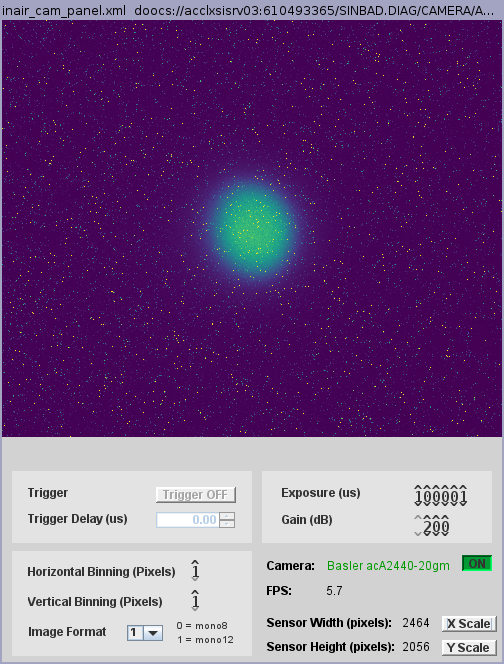 inair_cam_panel.xml doocs://acclxsisrv03:610493365/SINBAD.DIAG/CAMERA/A...
Trigger Trigger OFF
Trigger Delay (us) 0.00
Exposure (us) 100001
Gain (dB) 200
Horizontal Binning (Pixels) 1
Vertical Binning (Pixels) 1
Image Format 1 0 = mono8
1 = mono12
Camera: Basler acA2440-20gm ON
FPS: 5.7
Sensor Width (pixels): 2464 X Scale
Sensor Height (pixels): 2056 Y Scale